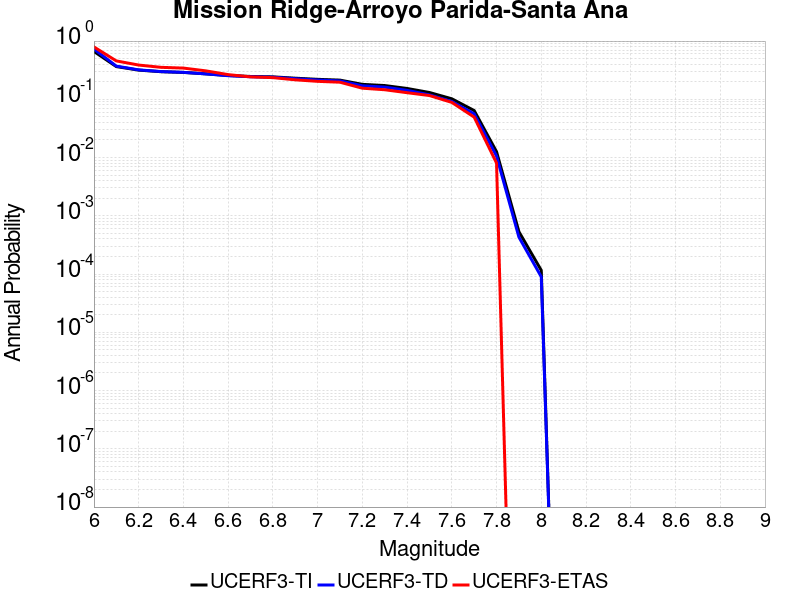 Mission Ridge-Arroyo Parida-Santa Ana
10^0
10^-1
10^-2
10^-3
10^-4
10^-5
10^-6
10^-7
10^-8
Annual Probability
6 6.2 6.4 6.6 6.8 7 7.2 7.4 7.6 7.8 8 8.2 8.4 8.6 8.8 9
Magnitude
UCERF3-TI UCERF3-TD UCERF3-ETAS